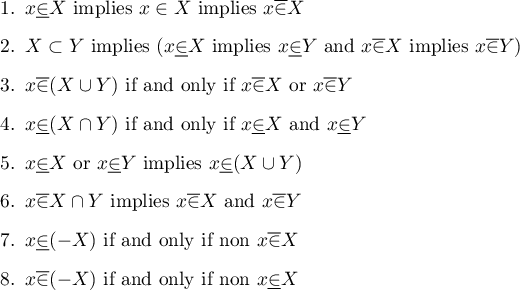 1. x∈̲X implies x ∈ X implies x∈̅X
2. X ⊂ Y implies (x∈̲X implies x∈̲Y and x∈̅X implies x∈̅Y)
3. x∈̅(X ∪ Y) if and only if x∈̅X or x∈̅Y
4. x∈̲(X ∩ Y) if and only if x∈̲X and x∈̲Y
5. x∈̲X or x∈̲Y implies x∈̲(X ∪ Y)
6. x∈̅X ∩ Y implies x∈̅X and x∈̅Y
7. x∈̲(−X) if and only if non x∈̅X
8. x∈̅(−X) if and only if non x∈̲X